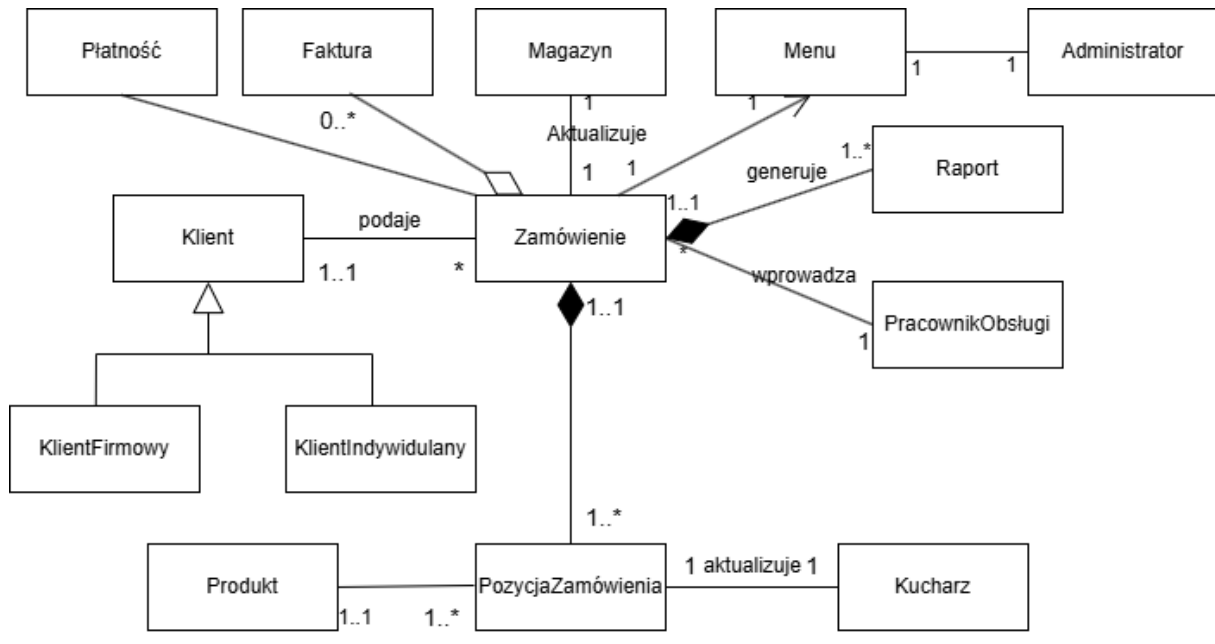 Płatność
Faktura
Magazyn
Menu
Administrator
1
1
0..*
1
1
Aktualizuje
1..*
Raport
generuje
1
1
1..1
Klient
podaje
Zamówienie
*
1..1
*
wprowadza
1..1
PracownikObsługi
1
KlientFirmowy
KlientIndywidulany
1..*
Produkt
PozycjaZamówienia
1
aktualizuje
1
Kucharz
1..1
1..*